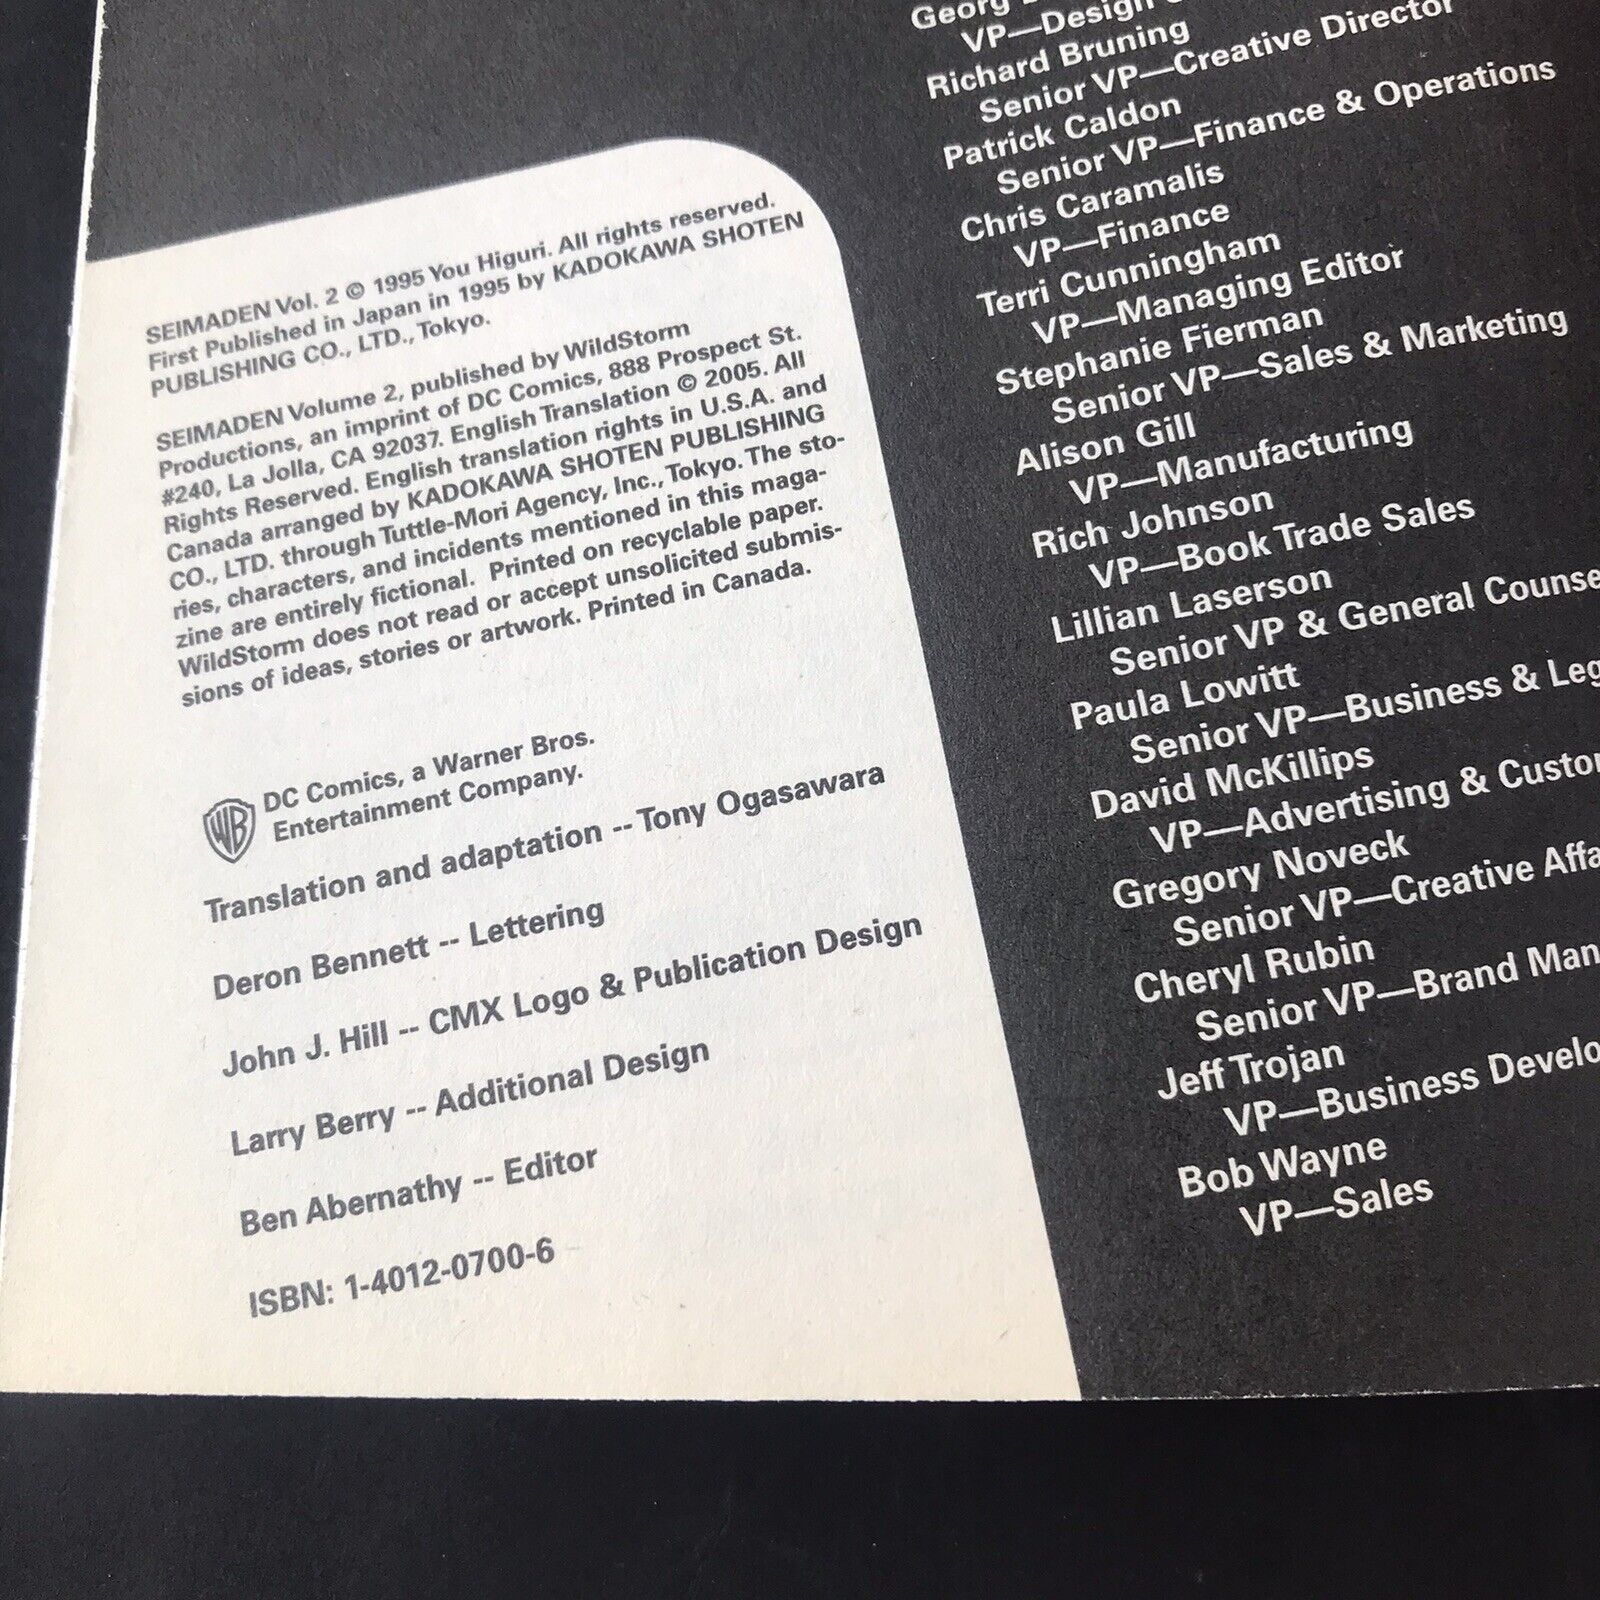 SEIMADEN Vol. 2 © 1995 You Higuri. All rights reserved.
First Published in Japan in 1995 by KADOKAWA SHOTEN
PUBLISHING CO., LTD., Tokyo.
SEIMADEN Volume 2, published by WildStorm
Productions, an imprint of DC Comics, 888 Prospect St.
#240, La Jolla, CA 92037. English Translation © 2005. All
Rights Reserved. English translation rights in U.S.A. and
Canada arranged by KADOKAWA SHOTEN PUBLISHING
CO., LTD. through Tuttle-Mori Agency, Inc., Tokyo. The sto-
ries, characters, and incidents mentioned in this maga-
zine are entirely fictional. Printed on recyclable paper.
WildStorm does not read or accept unsolicited submis-
sions of ideas, stories or artwork. Printed in Canada.
WB
DC Comics, a Warner Bros.
Entertainment Company.
Translation and adaptation -- Tony Ogasawara
Deron Bennett -- Lettering
John J. Hill -- CMX Logo & Publication Design
Larry Berry -- Additional Design
Ben Abernathy -- Editor
ISBN: 1-4012-0700-6
Georg
VP—Design
Richard Bruning
Senior VP—Creative Director
Patrick Caldon
Senior VP—Finance & Operations
Chris Caramalis
VP—Finance
Terri Cunningham
VP—Managing Editor
Stephanie Fierman
Senior VP—Sales & Marketing
Alison Gill
VP—Manufacturing
Rich Johnson
VP—Book Trade Sales
Lillian Laserson
Senior VP & General Counse
Paula Lowitt
Senior VP—Business & Leg
David McKillips
VP—Advertising & Custo
Gregory Noveck
Senior VP—Creative Affa
Cheryl Rubin
Senior VP—Brand Man
Jeff Trojan
VP—Business Develo
Bob Wayne
VP—Sales